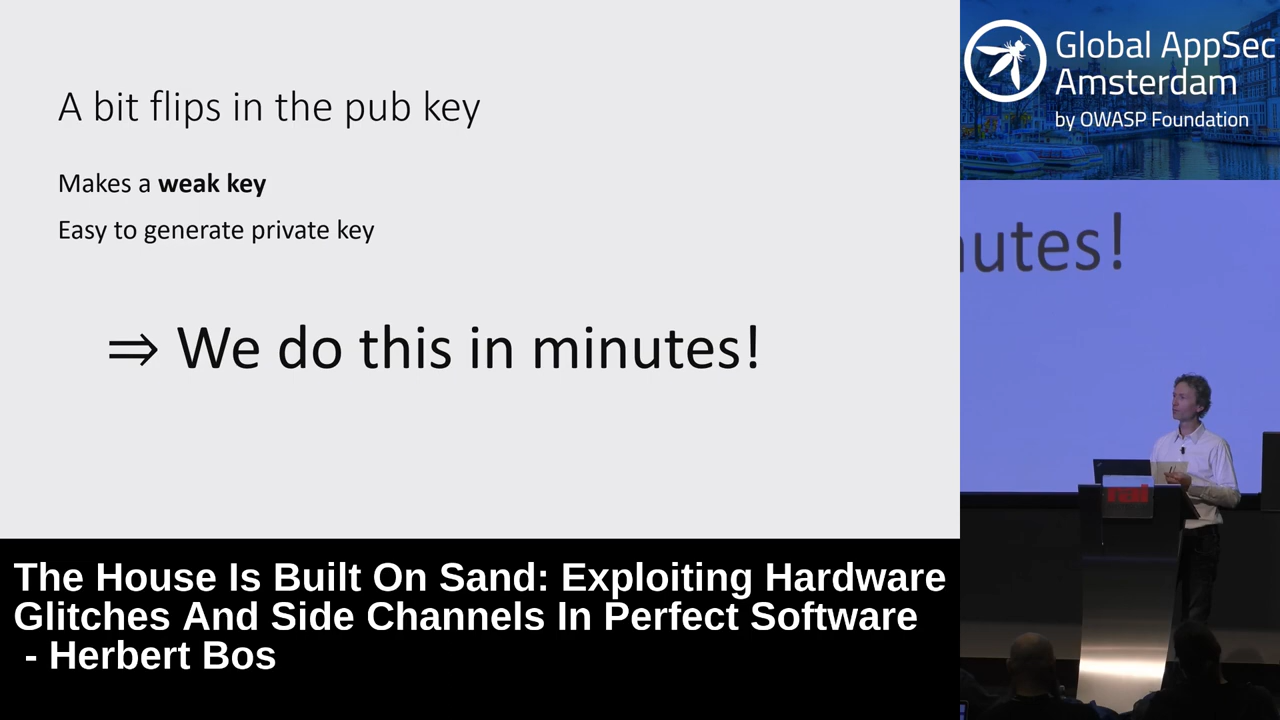 A bit flips in the pub key
Makes a weak key
Easy to generate private key
⇒ We do this in minutes!
The House Is Built On Sand: Exploiting Hardware
Glitches And Side Channels In Perfect Software
- Herbert Bos
Global AppSec
Amsterdam
by OWASP Foundation
nutes!
rai